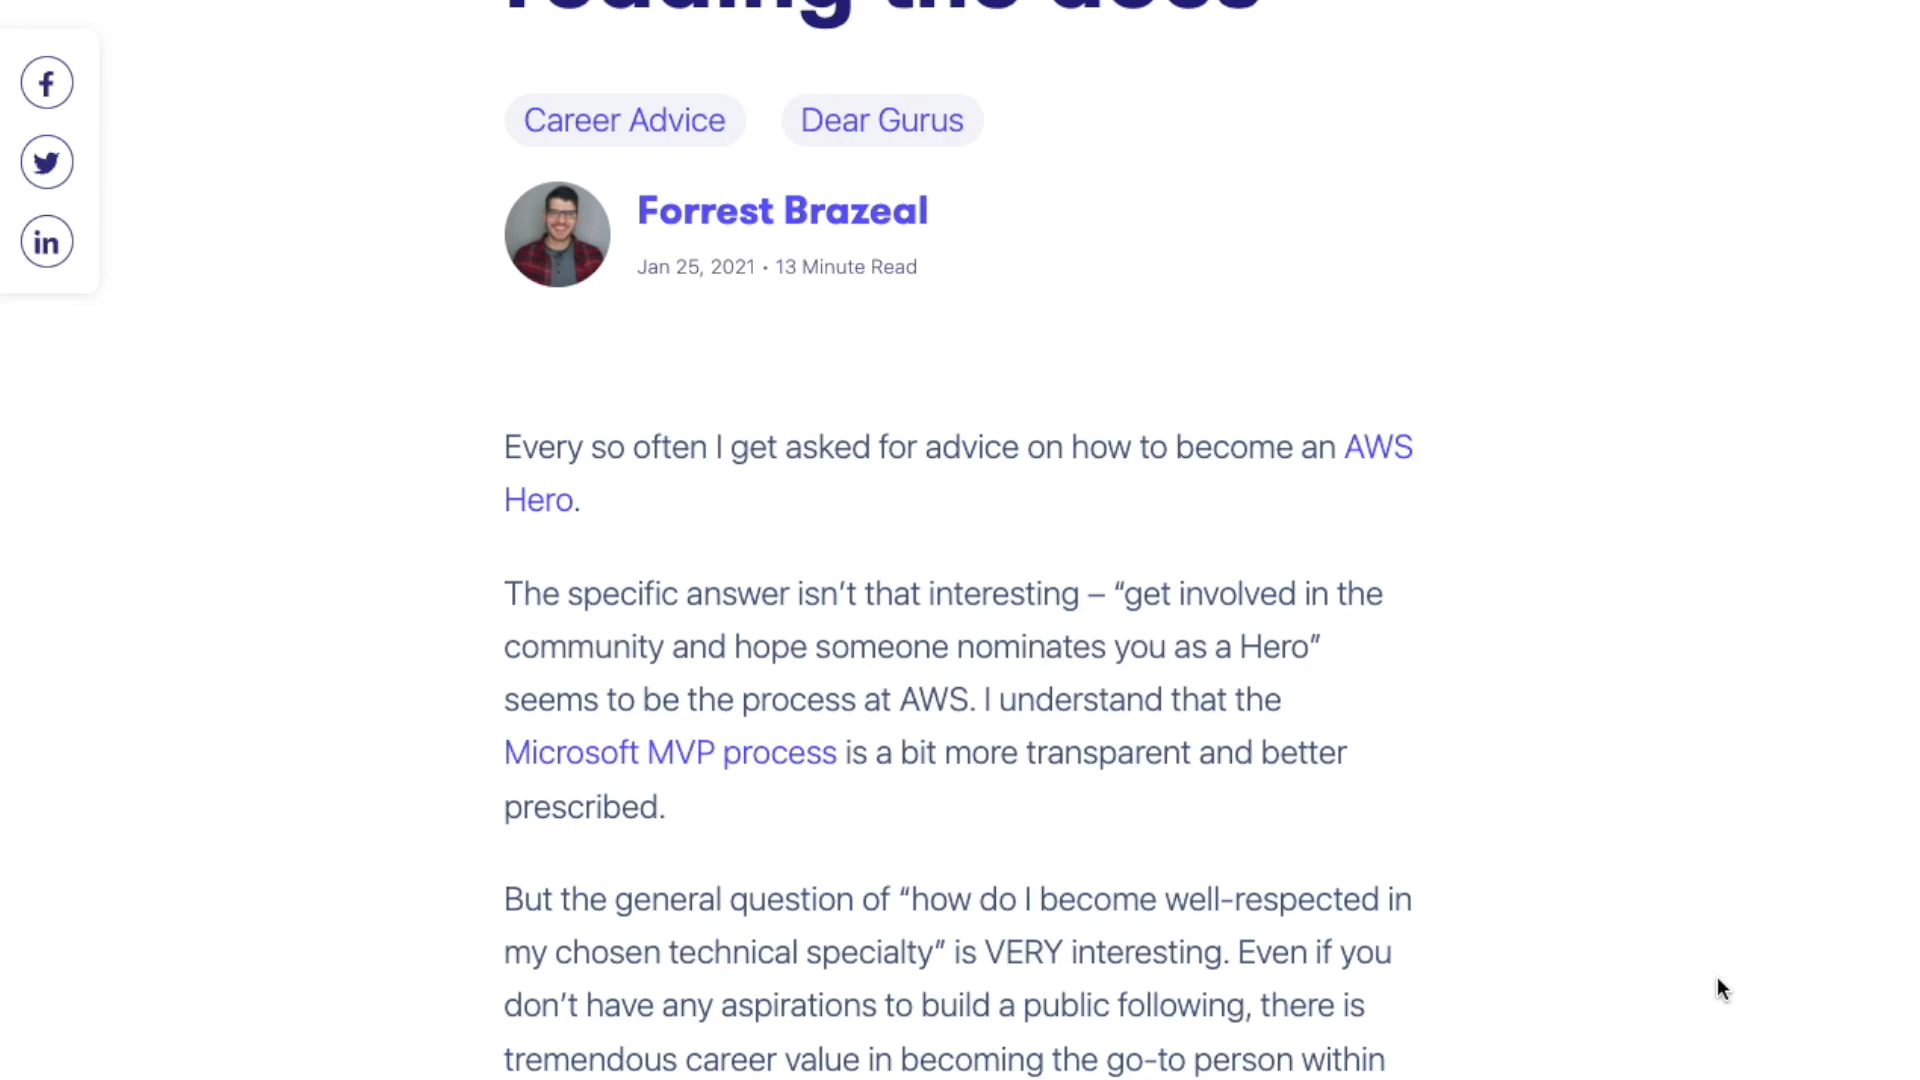 reading the docs
Career Advice
Dear Gurus
Forrest Brazeal
Jan 25, 2021 • 13 Minute Read
Every so often I get asked for advice on how to become an AWS
Hero.
The specific answer isn’t that interesting – “get involved in the
community and hope someone nominates you as a Hero”
seems to be the process at AWS. I understand that the
Microsoft MVP process is a bit more transparent and better
prescribed.
But the general question of “how do I become well-respected in
my chosen technical specialty” is VERY interesting. Even if you
don’t have any aspirations to build a public following, there is
tremendous career value in becoming the go-to person within